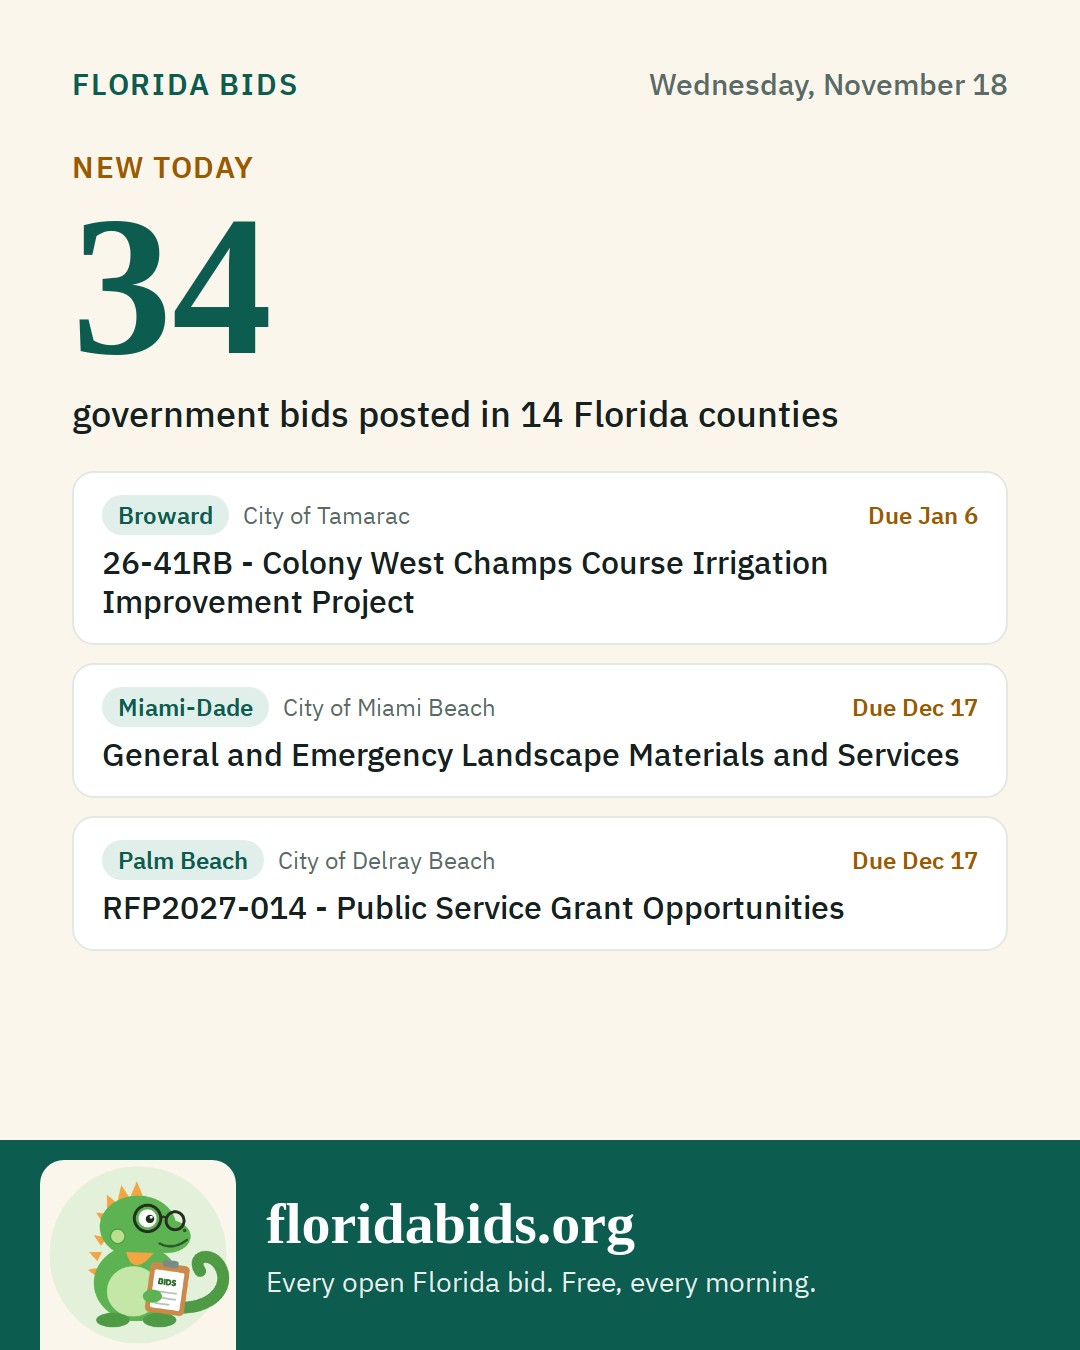 FLORIDA BIDS
Wednesday, November 18
NEW TODAY
34
government bids posted in 14 Florida counties
Broward City of Tamarac Due Jan 6
26-41RB - Colony West Champs Course Irrigation
Improvement Project
Miami-Dade City of Miami Beach Due Dec 17
General and Emergency Landscape Materials and Services
Palm Beach City of Delray Beach Due Dec 17
RFP2027-014 - Public Service Grant Opportunities
BIDS
floridabids.org
Every open Florida bid. Free, every morning.